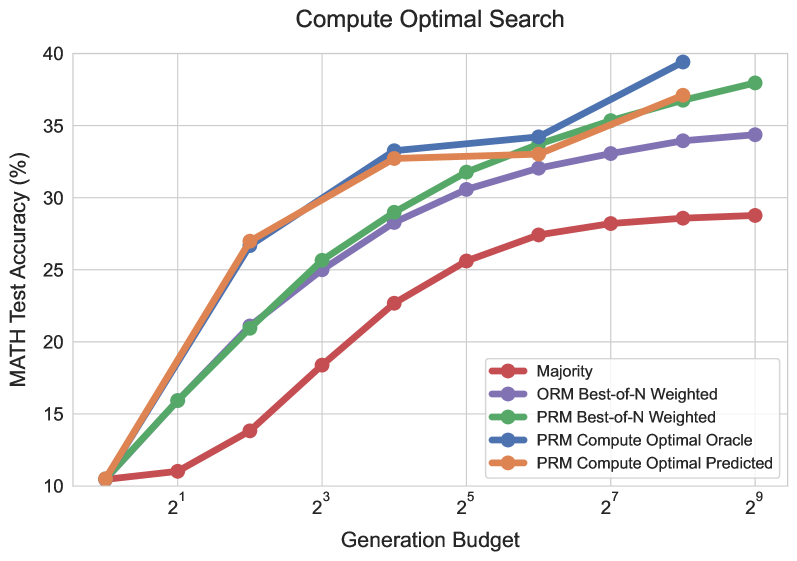 Compute Optimal Search
MATH Test Accuracy (%)
40
35
30
25
20
15
10
Majority
ORM Best-of-N Weighted
PRM Best-of-N Weighted
PRM Compute Optimal Oracle
PRM Compute Optimal Predicted
2^1 2^3 2^5 2^7 2^9
Generation Budget